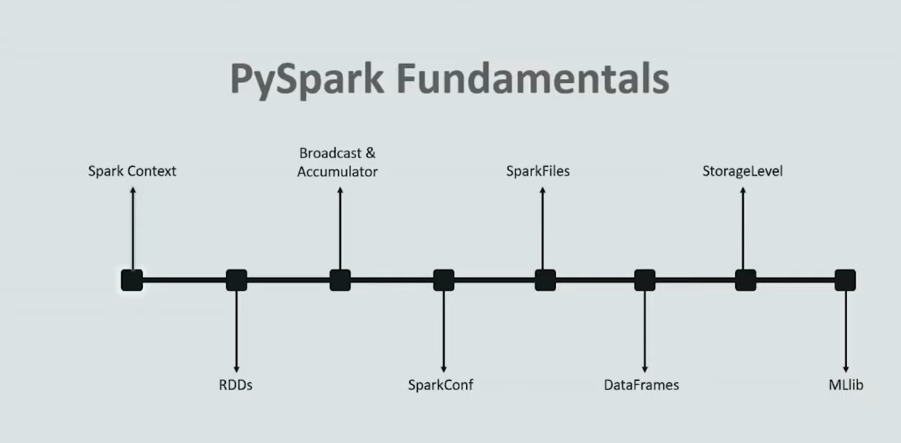 PySpark Fundamentals
Spark Context
Broadcast &
Accumulator
SparkFiles
StorageLevel
RDDs
SparkConf
DataFrames
MLlib